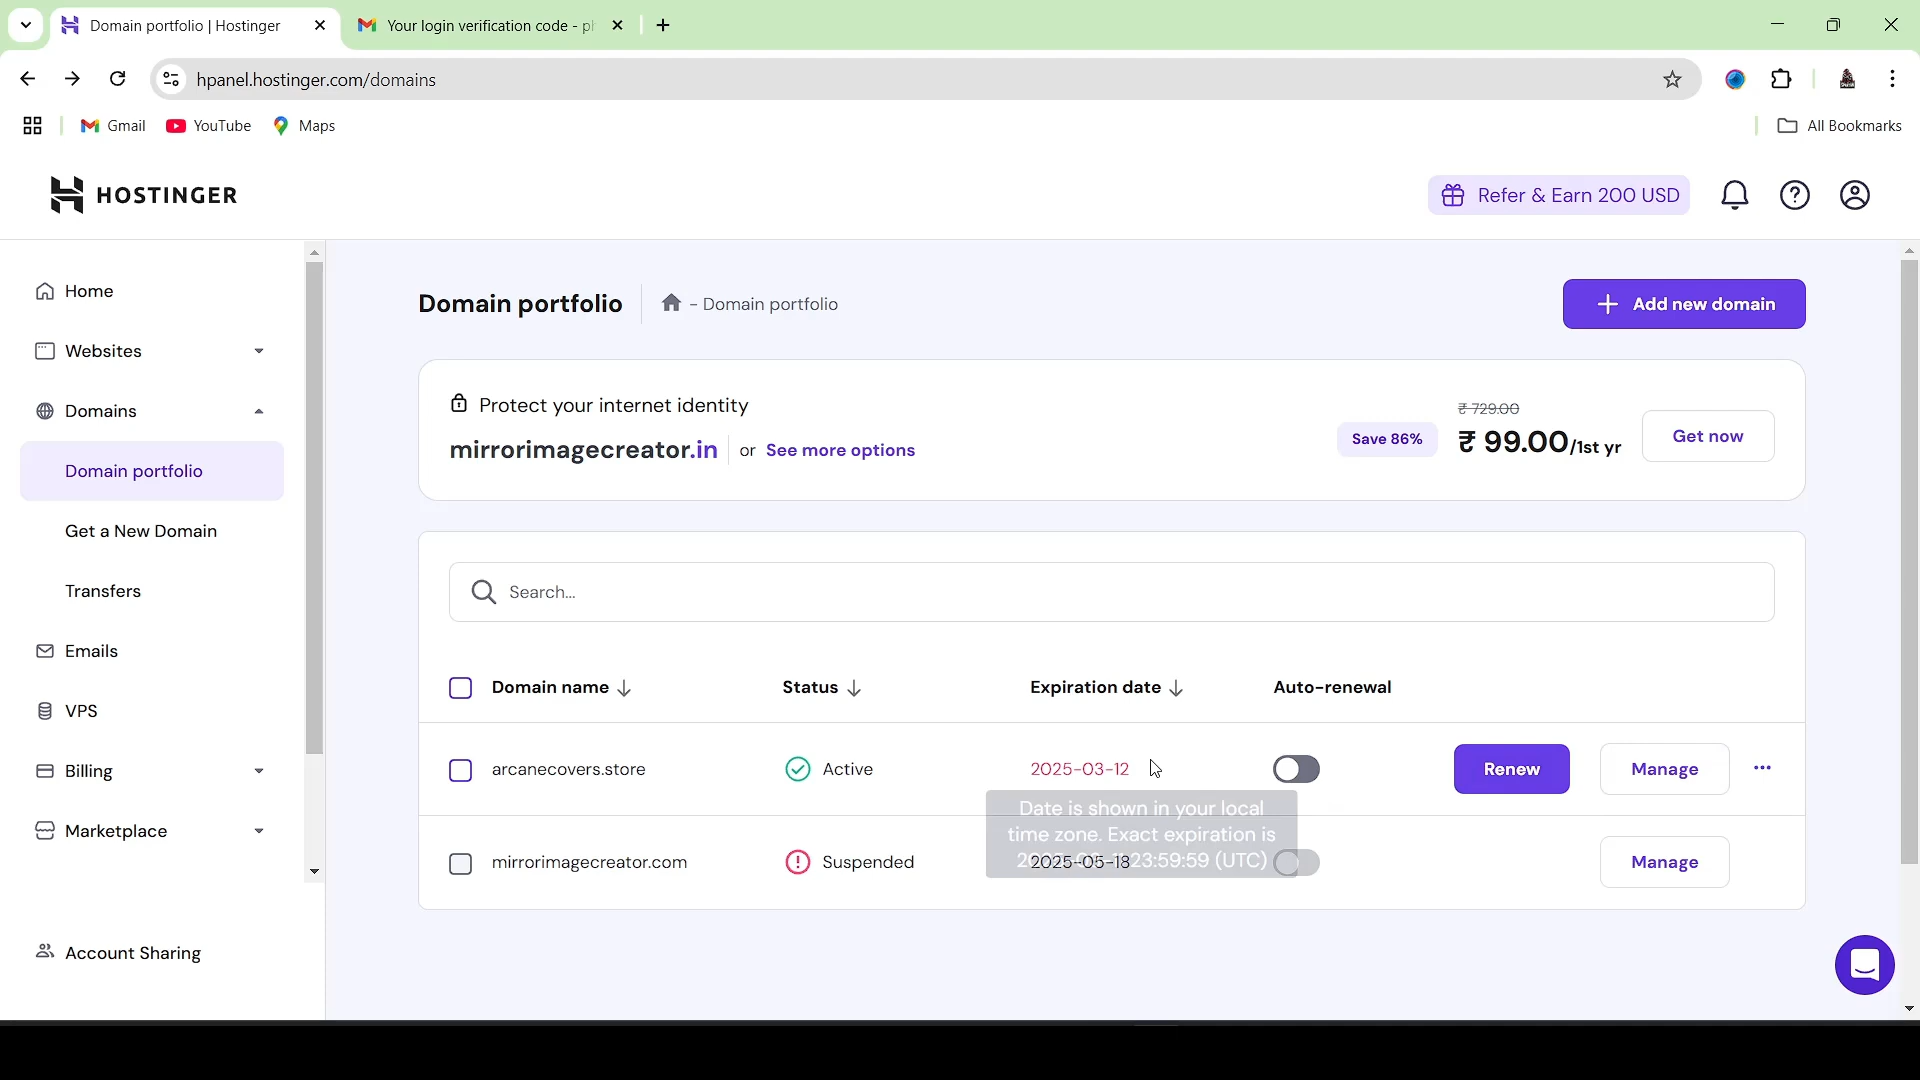 Domain portfolio | Hostinger
Your login verification code - ph
hpanel.hostinger.com/domains
Gmail
YouTube
Maps
All Bookmarks
HOSTINGER
Refer & Earn 200 USD
Home
Websites
Domains
Domain portfolio
Get a New Domain
Transfers
Emails
VPS
Billing
Marketplace
Account Sharing
Domain portfolio
- Domain portfolio
Add new domain
Protect your internet identity
mirrorimagecreator.in or See more options
Save 86%
₹ 729.00
₹ 99.00/1st yr
Get now
Search...
Domain name Status Expiration date Auto-renewal
arcanecovers.store Active 2025-03-12 Renew Manage
Date is shown in your local
time zone. Exact expiration is
23:59:59 (UTC)
mirrorimagecreator.com Suspended 2025-05-18 Manage